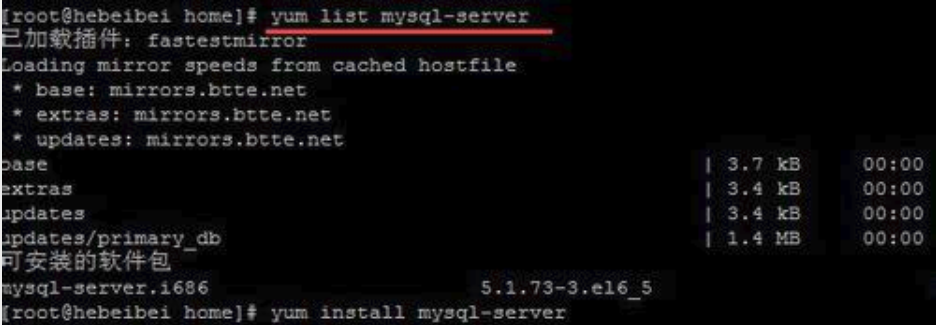 [root@hebeibei home]# yum list mysql-server
已加载插件: fastestmirror
Loading mirror speeds from cached hostfile
* base: mirrors.btte.net
* extras: mirrors.btte.net
* updates: mirrors.btte.net
base | 3.7 kB 00:00
extras | 3.4 kB 00:00
updates | 3.4 kB 00:00
updates/primary_db | 1.4 MB 00:00
可安装的软件包
mysql-server.i686 5.1.73-3.el6_5
[root@hebeibei home]# yum install mysql-server